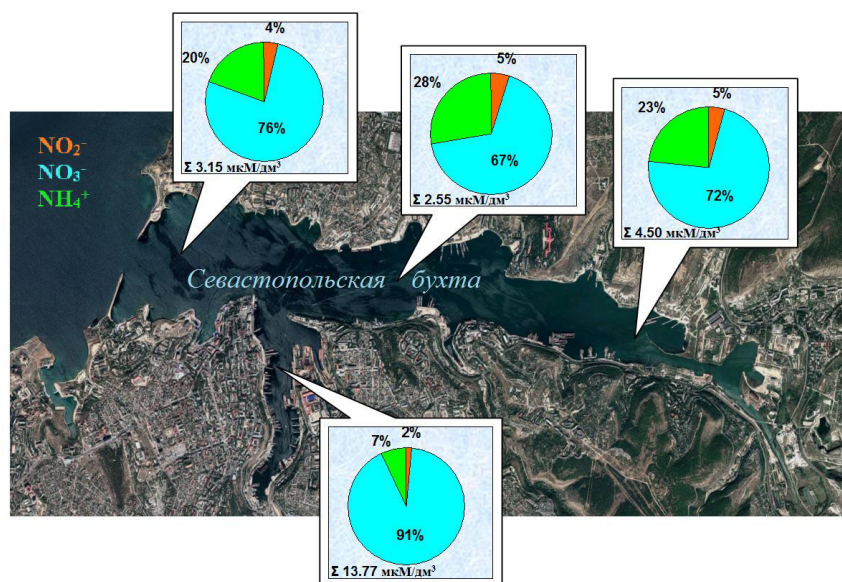 4%
20%
76%
Σ 3.15 мкМ/дм³
5%
28%
67%
Σ 2.55 мкМ/дм³
5%
23%
72%
Σ 4.50 мкМ/дм³
NO₂⁻
NO₃⁻
NH₄⁺
Севастопольская бухта
2%
7%
91%
Σ 13.77 мкМ/дм³